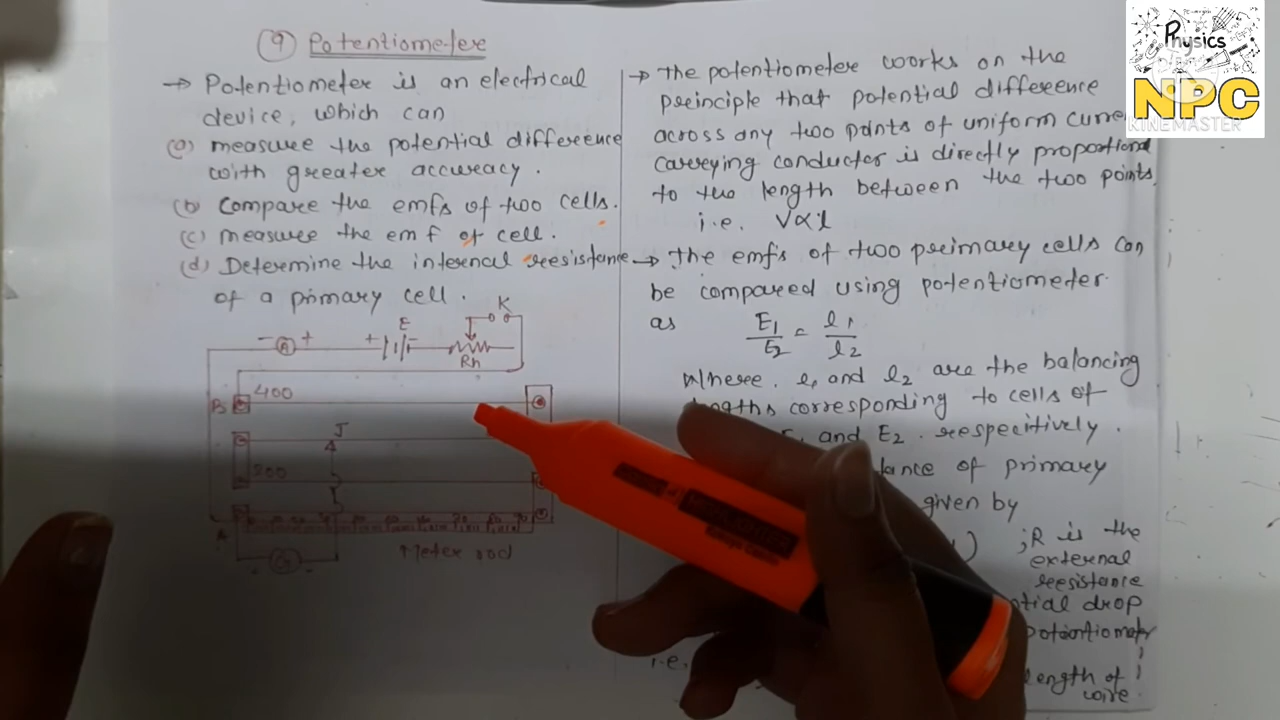 (9) Potentiometer
→ Potentiometer is an electrical
device, which can
(a) measure the potential difference
with greater accuracy.
(b) Compare the emfs of two cells.
(c) measure the emf of cell.
(d) Determine the internal resistance
of a primary cell.
K
E
- A +
+ -
Rh
400
B
J
200
A
Meter rod
G
→ The potentiometer works on the
principle that potential difference
across any two points of uniform
carrying conductor is directly proportional
to the length between the two points.
i.e. V∝l
→ The emf's of two primary cells can
be compared using potentiometer.
as E1/E2 = l1/l2
Where, l1 and l2 are the balancing
corresponding to cells of
and E2 respectively.
of primary
given by
; R is the
external
resistance
drop
potentiometer
i.e.
length of
wire.
Physics
NPC
KINEMASTER